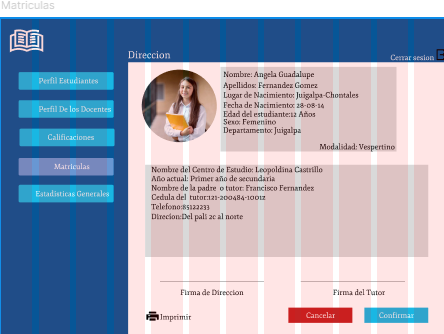 Matriculas
Direccion
Cerrar sesion
Perfil Estudiantes
Perfil De los Docentes
Calificaciones
Matriculas
Estadisticas Generales
Nombre: Angela Guadalupe
Apellidos: Fernandez Gomez
Lugar de Nacimiento: Juigalpa-Chontales
Fecha de Nacimiento: 28-08-14
Edad del estudiante:12 Años
Sexo: Femenino
Departamento: Juigalpa
Modalidad: Vespertino
Nombre del Centro de Estudio: Leopoldina Castrillo
Año actual: Primer año de secundaria
Nombre de la padre o tutor: Francisco Fernandez
Cedula del tutor:121-200484-1001z
Telefono:85122233
Direcion:Del pali 2c al norte
Firma de Direccion
Firma del Tutor
Imprimir
Cancelar
Confirmar